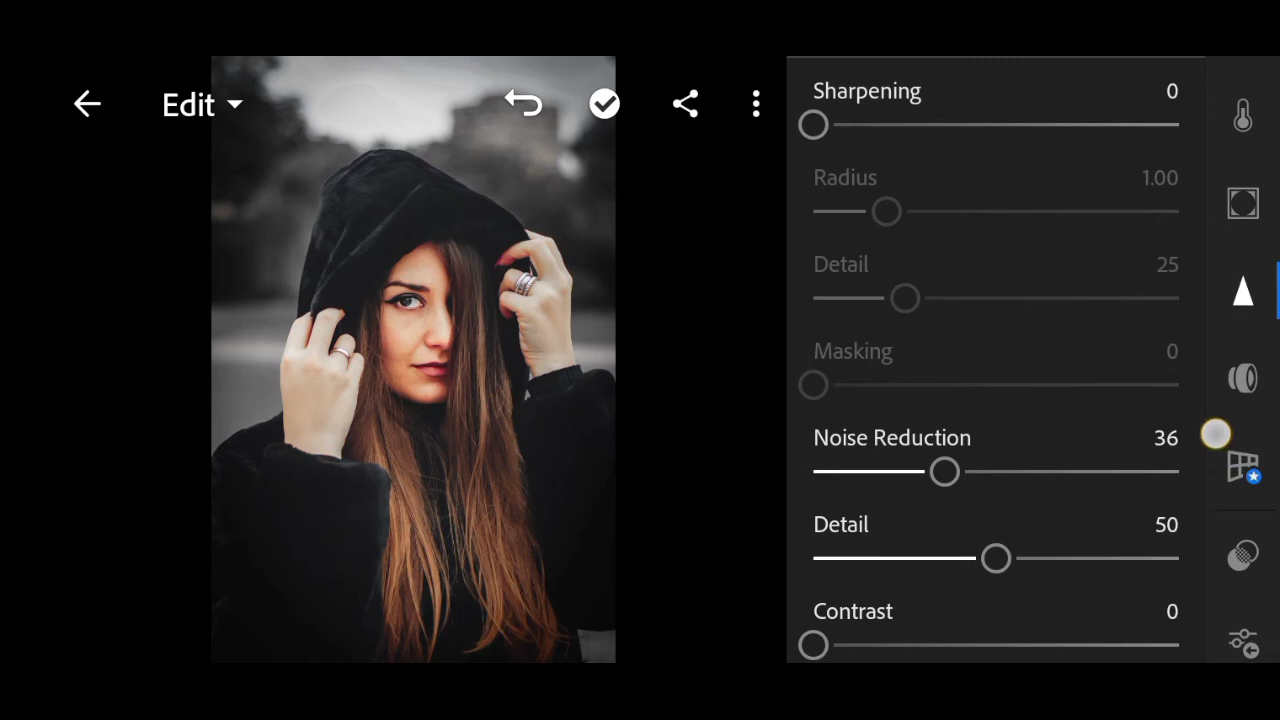 Edit
Sharpening 0
Radius 1.00
Detail 25
Masking 0
Noise Reduction 36
Detail 50
Contrast 0